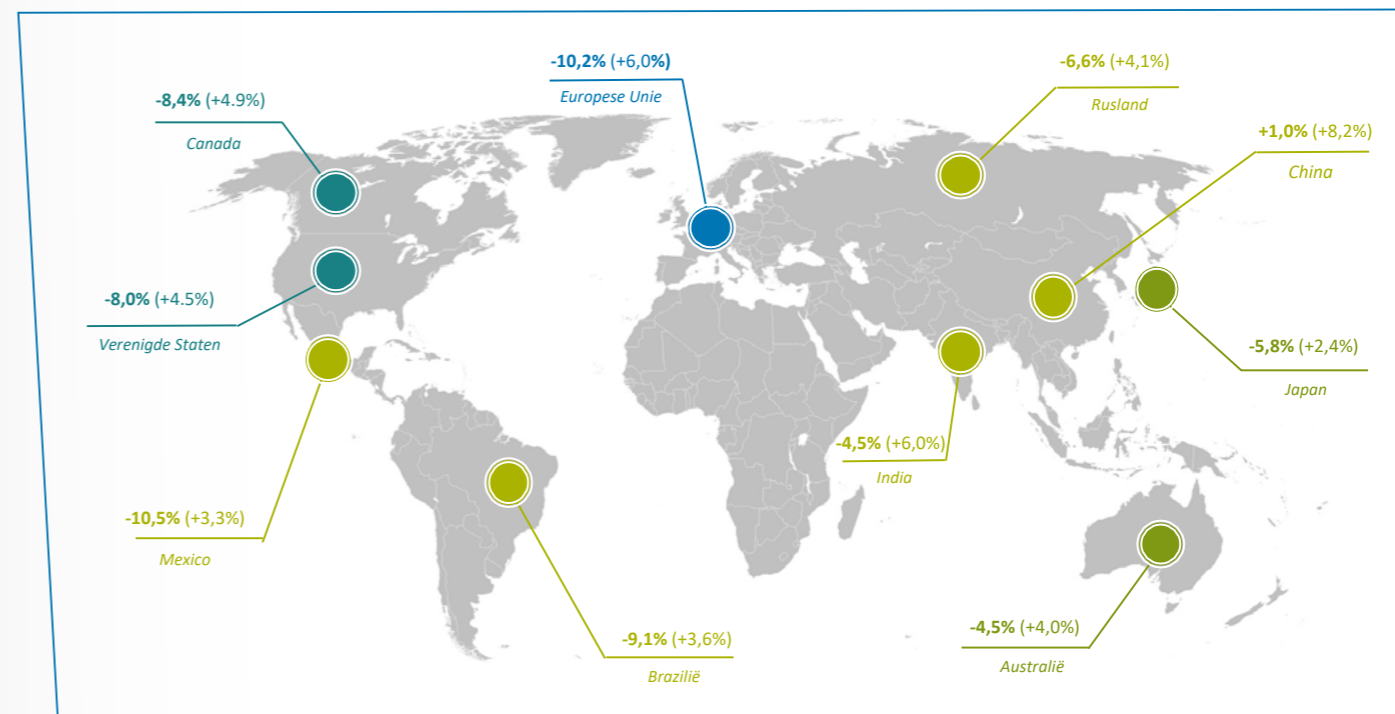 -10,2% (+6,0%)
Europese Unie
-6,6% (+4,1%)
Rusland
-8,4% (+4.9%)
Canada
+1,0% (+8,2%)
China
-8,0% (+4.5%)
Verenigde Staten
-5,8% (+2,4%)
Japan
-4,5% (+6,0%)
India
-10,5% (+3,3%)
Mexico
-9,1% (+3,6%)
Brazilië
-4,5% (+4,0%)
Australië